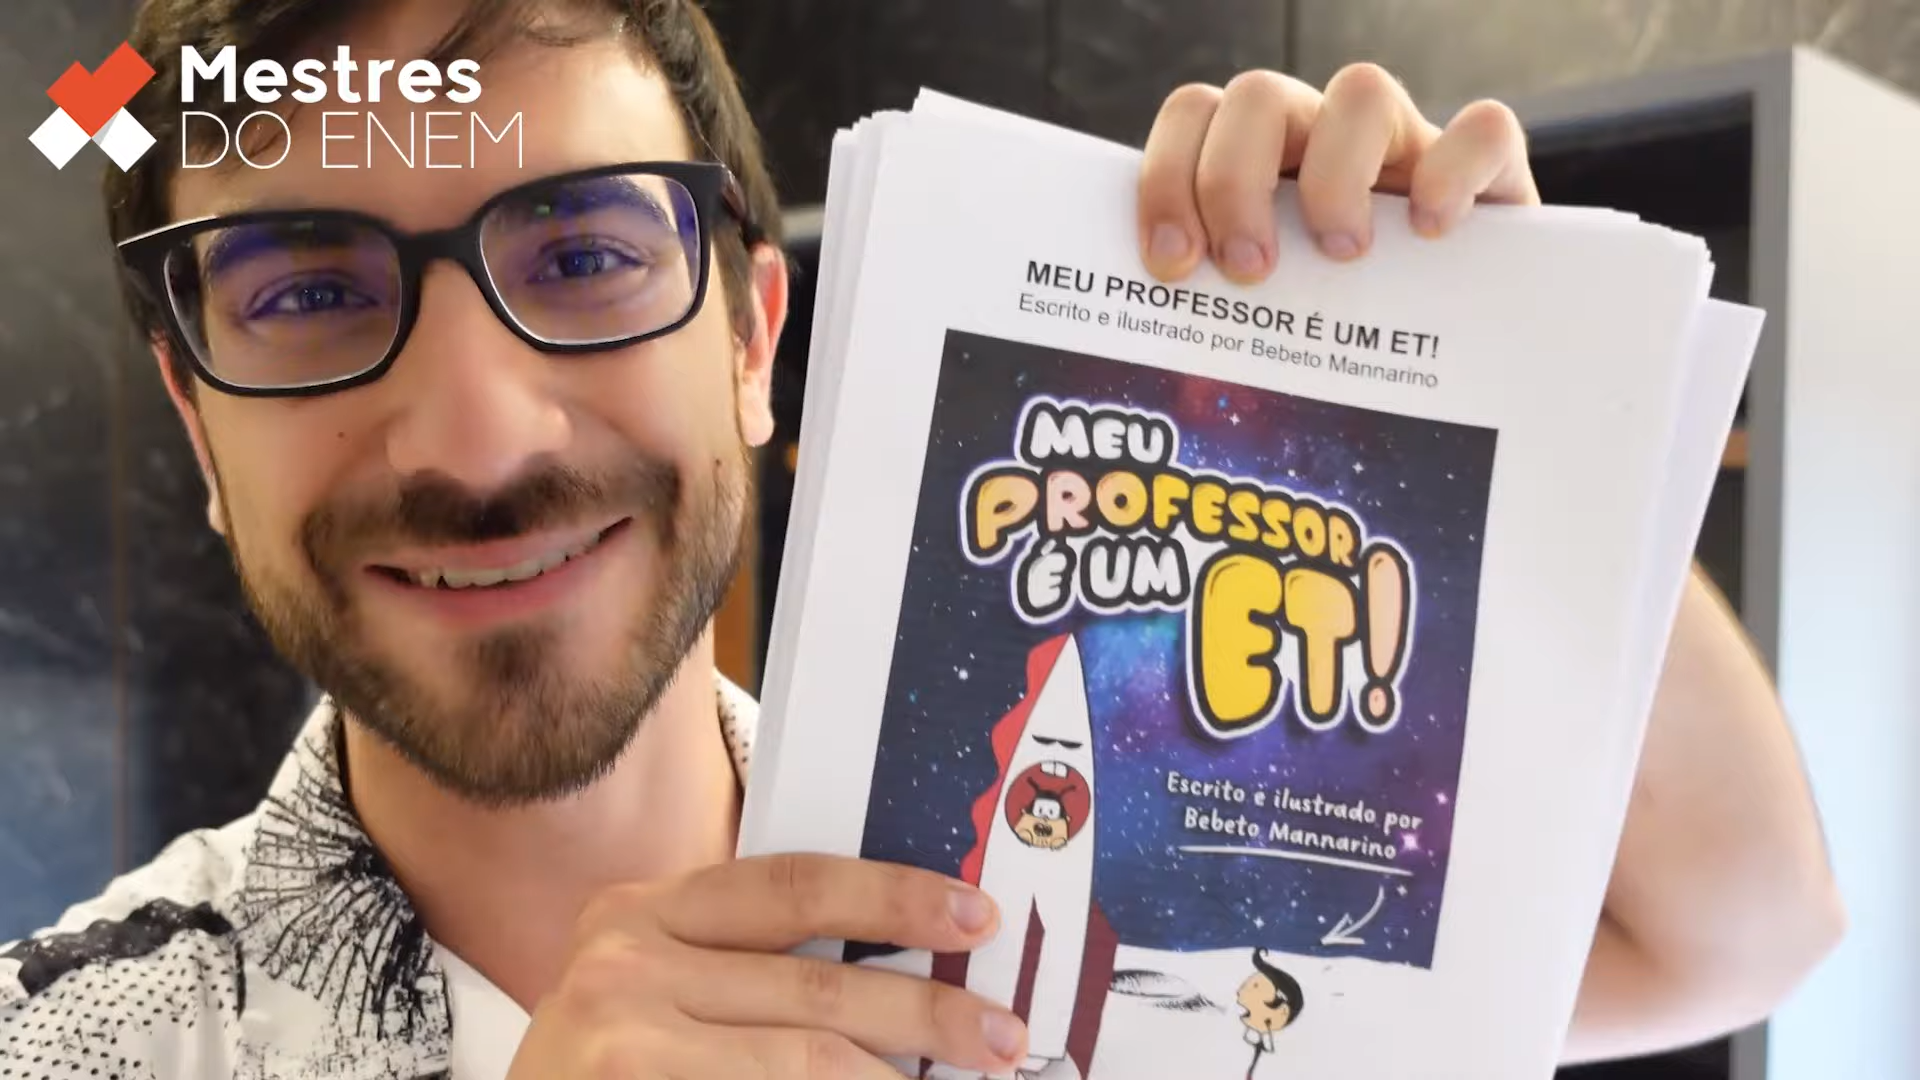 Mestres
DO ENEM
MEU PROFESSOR É UM ET!
Escrito e ilustrado por Bebeto Mannarino
MEU
PROFESSOR
É UM ET!
Escrito e ilustrado por
Bebeto Mannarino